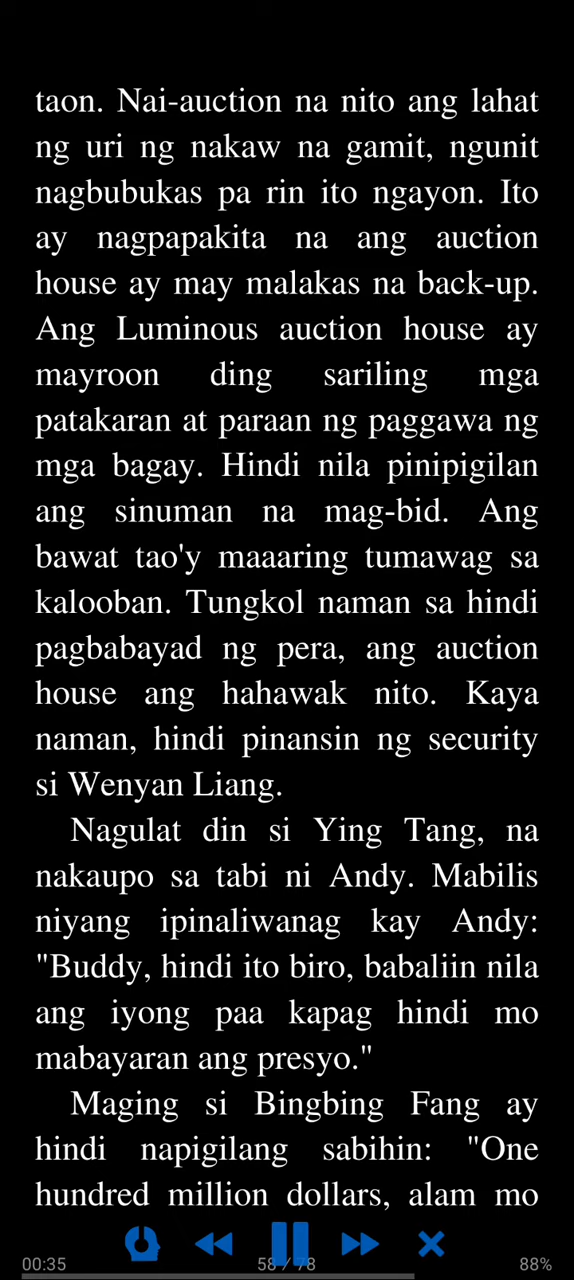 taon. Nai-auction na nito ang lahat
ng uri ng nakaw na gamit, ngunit
nagbubukas pa rin ito ngayon. Ito
ay nagpapakita na ang auction
house ay may malakas na back-up.
Ang Luminous auction house ay
mayroon ding sariling mga
patakaran at paraan ng paggawa ng
mga bagay. Hindi nila pinipigilan
ang sinuman na mag-bid. Ang
bawat tao'y maaaring tumawag sa
kalooban. Tungkol naman sa hindi
pagbabayad ng pera, ang auction
house ang hahawak nito. Kaya
naman, hindi pinansin ng security
si Wenyan Liang.
Nagulat din si Ying Tang, na
nakaupo sa tabi ni Andy. Mabilis
niyang ipinaliwanag kay Andy:
"Buddy, hindi ito biro, babaliin nila
ang iyong paa kapag hindi mo
mabayaran ang presyo."
Maging si Bingbing Fang ay
hindi napigilang sabihin: "One
hundred million dollars, alam mo
00:35 58 / 78 88%